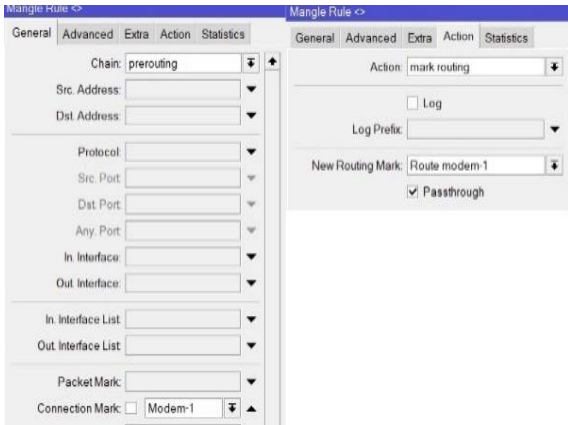 Mangle Rule <>
General Advanced Extra Action Statistics
Chain: prerouting
Src. Address:
Dst. Address:
Protocol:
Src. Port:
Dst. Port:
Any. Port:
In. Interface:
Out. Interface:
In. Interface List:
Out. Interface List:
Packet Mark:
Connection Mark: Modem-1
Mangle Rule <>
General Advanced Extra Action Statistics
Action: mark routing
Log
Log Prefix:
New Routing Mark: Route modem-1
Passthrough